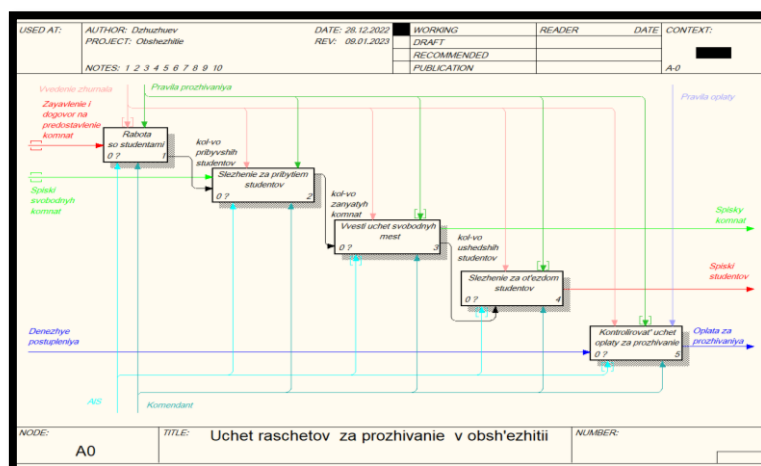 USED AT:
AUTHOR: Dzhuzhuev
DATE: 28.12.2022
WORKING
READER
DATE
CONTEXT:
PROJECT: Obshezhitie
REV: 09.01.2023
DRAFT
RECOMMENDED
NOTES: 1 2 3 4 5 6 7 8 9 10
PUBLICATION
A-0
Vvedenie zhurnala
Pravila prozhivaniya
Pravila oplaty
Zayavlenie i
dogovor na
predostavlenie
komnat
Rabota
so studentami
0 ?
1
kol-vo
pribyvshih
studentov
Slezhenie za pribytiem
studentov
0 ?
2
Spiski
svobodnyh
komnat
kol-vo
zanyatyh komnat
Vvesti uchet svobodnyh
mest
0 ?
3
Spisky
komnat
kol-vo
ushedshih
studentov
Slezhenie za ot'ezdom
studentov
0 ?
4
Spiski
studentov
Denezhye
postupleniya
Kontrolirovat' uchet
oplaty za prozhivanie
0 ?
5
Oplata za
prozhivaniya
AIS
Komendant
NODE:
TITLE:
NUMBER:
A0
Uchet raschetov za prozhivanie v obsh'ezhitii